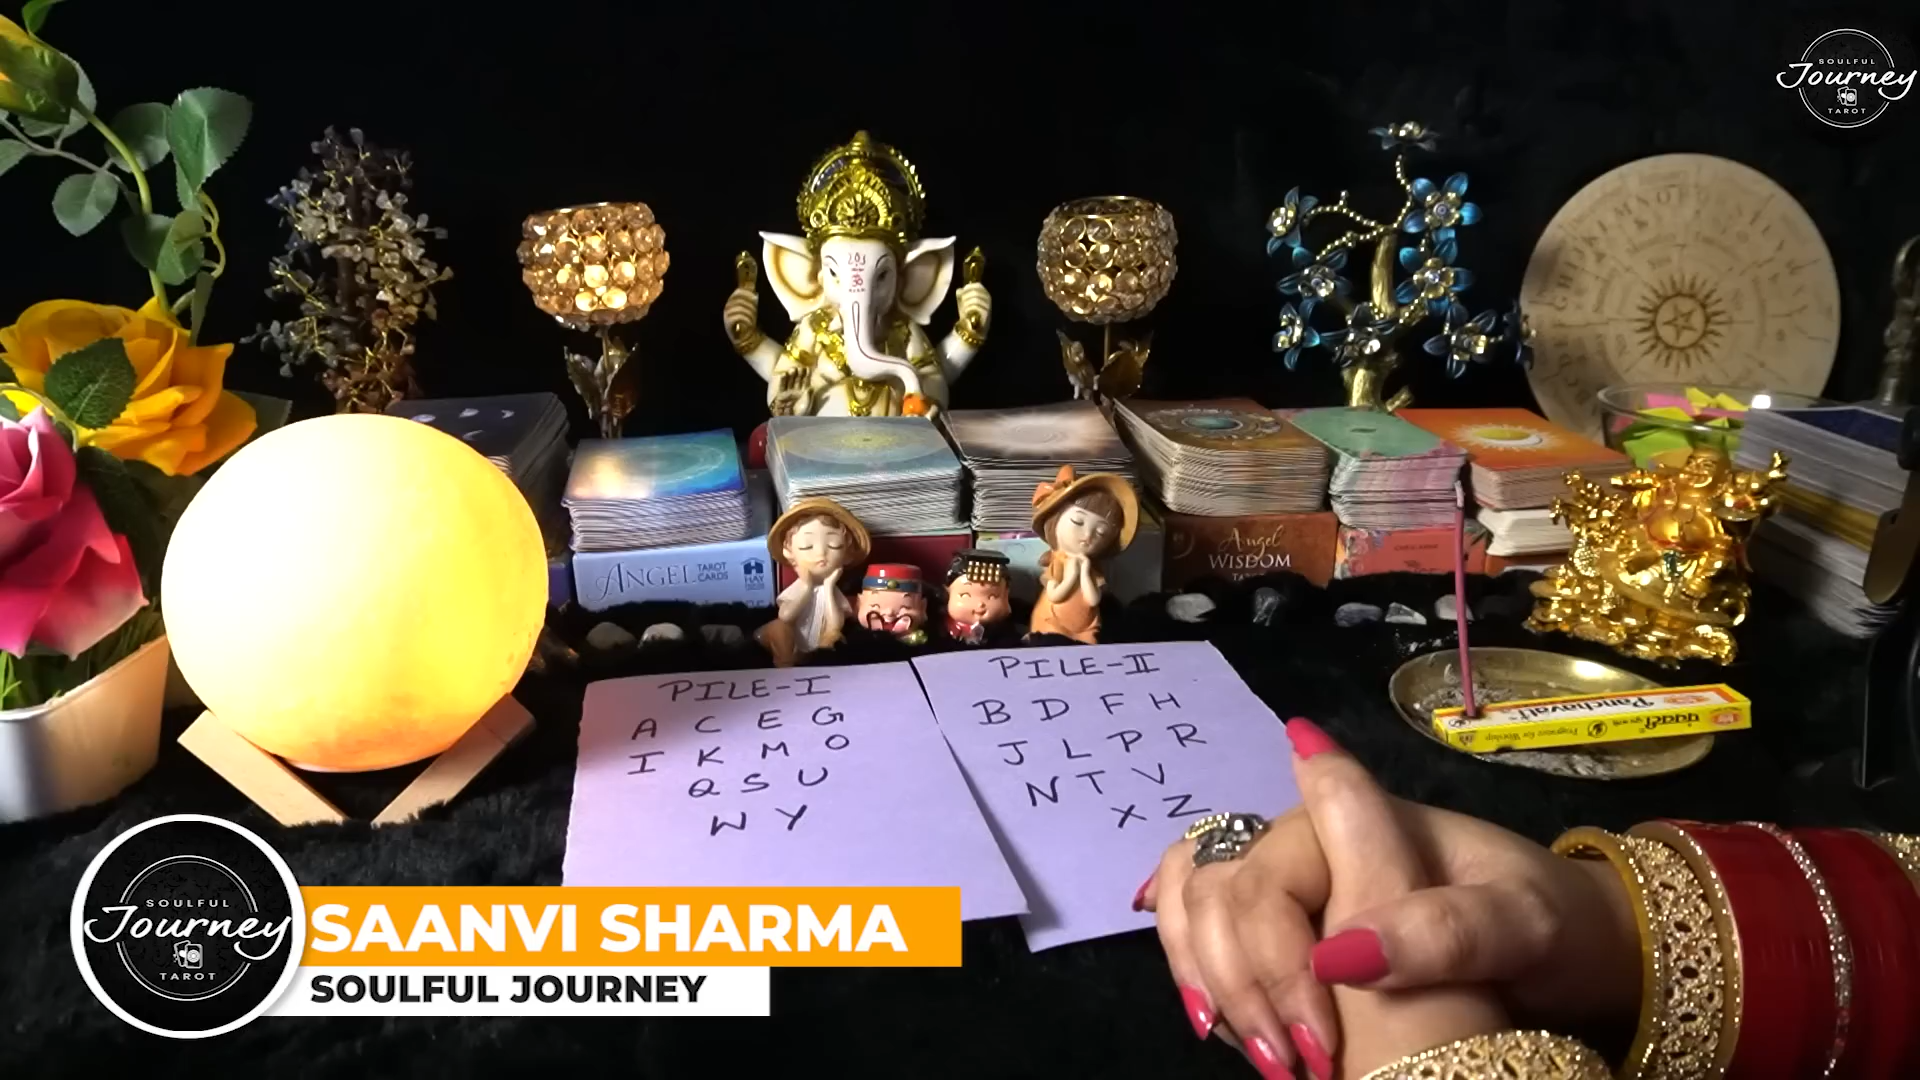 SOULFUL
Journey
TAROT
ANGEL TAROT CARDS
HAY
Angel
WISDOM
PILE-I
A C E G
I K M O
Q S U
W Y
PILE-II
B D F H
J L P R
N T V
X Z
Panchavati
SOULFUL
Journey
TAROT
SAANVI SHARMA
SOULFUL JOURNEY